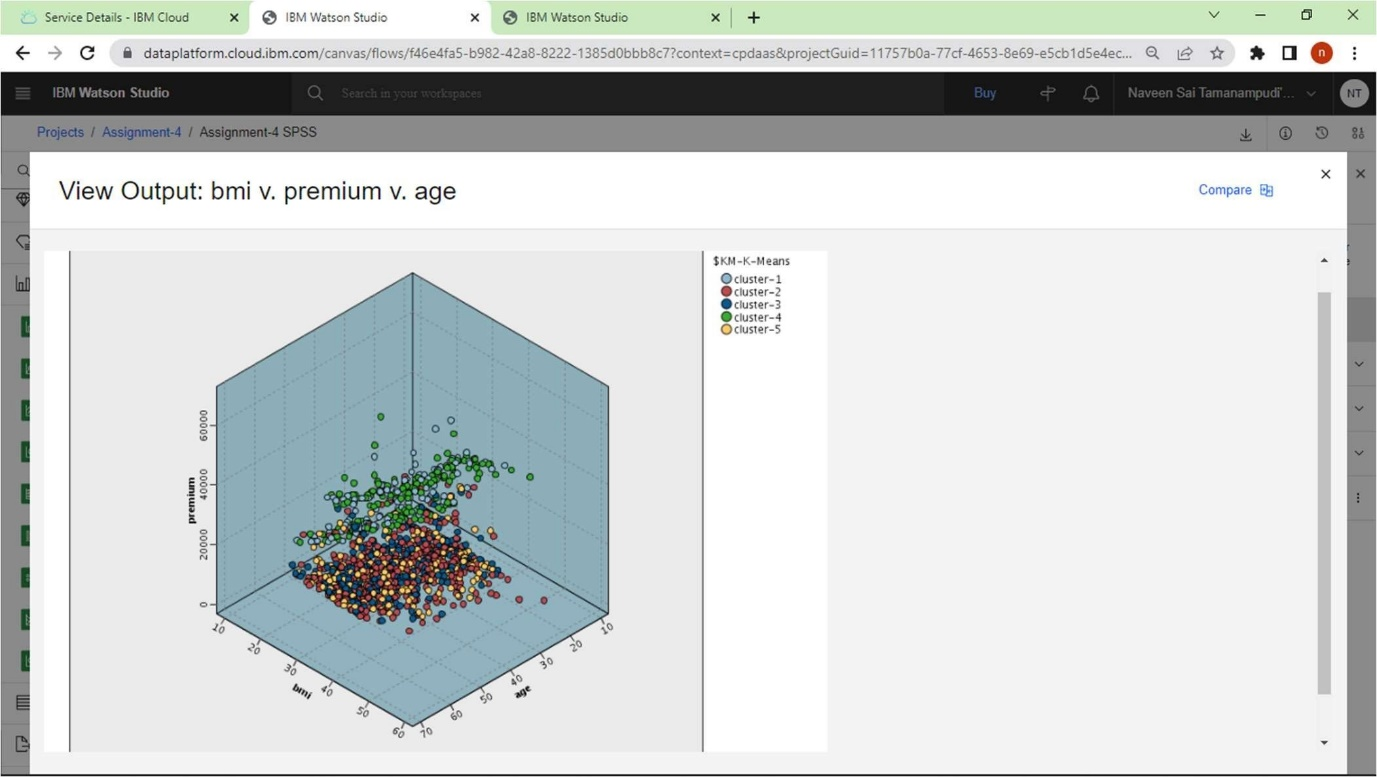 Service Details - IBM Cloud
IBM Watson Studio
IBM Watson Studio
dataplatform.cloud.ibm.com/canvas/flows/f46e4fa5-b982-42a8-8222-1385d0bbb8c7?context=cpdaas&projectGuid=11757b0a-77cf-4653-8e69-e5cb1d5e4ec...
n
IBM Watson Studio
Search in your workspaces
Buy
Naveen Sai Tamanampudi'...
NT
Projects / Assignment-4 / Assignment-4 SPSS
View Output: bmi v. premium v. age
Compare
$KM-K-Means
cluster-1
cluster-2
cluster-3
cluster-4
cluster-5
60000
40000
20000
0
premium
10
20
30
40
50
60
bmi
70
60
50
40
30
20
10
age